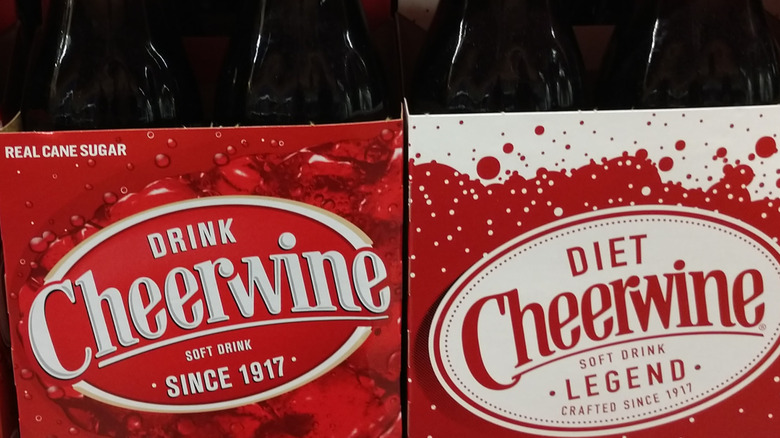 REAL CANE SUGAR
DRINK
Cheerwine
SOFT DRINK
· SINCE 1917 ·
DIET
Cheerwine®
SOFT DRINK
· LEGEND ·
CRAFTED SINCE 1917